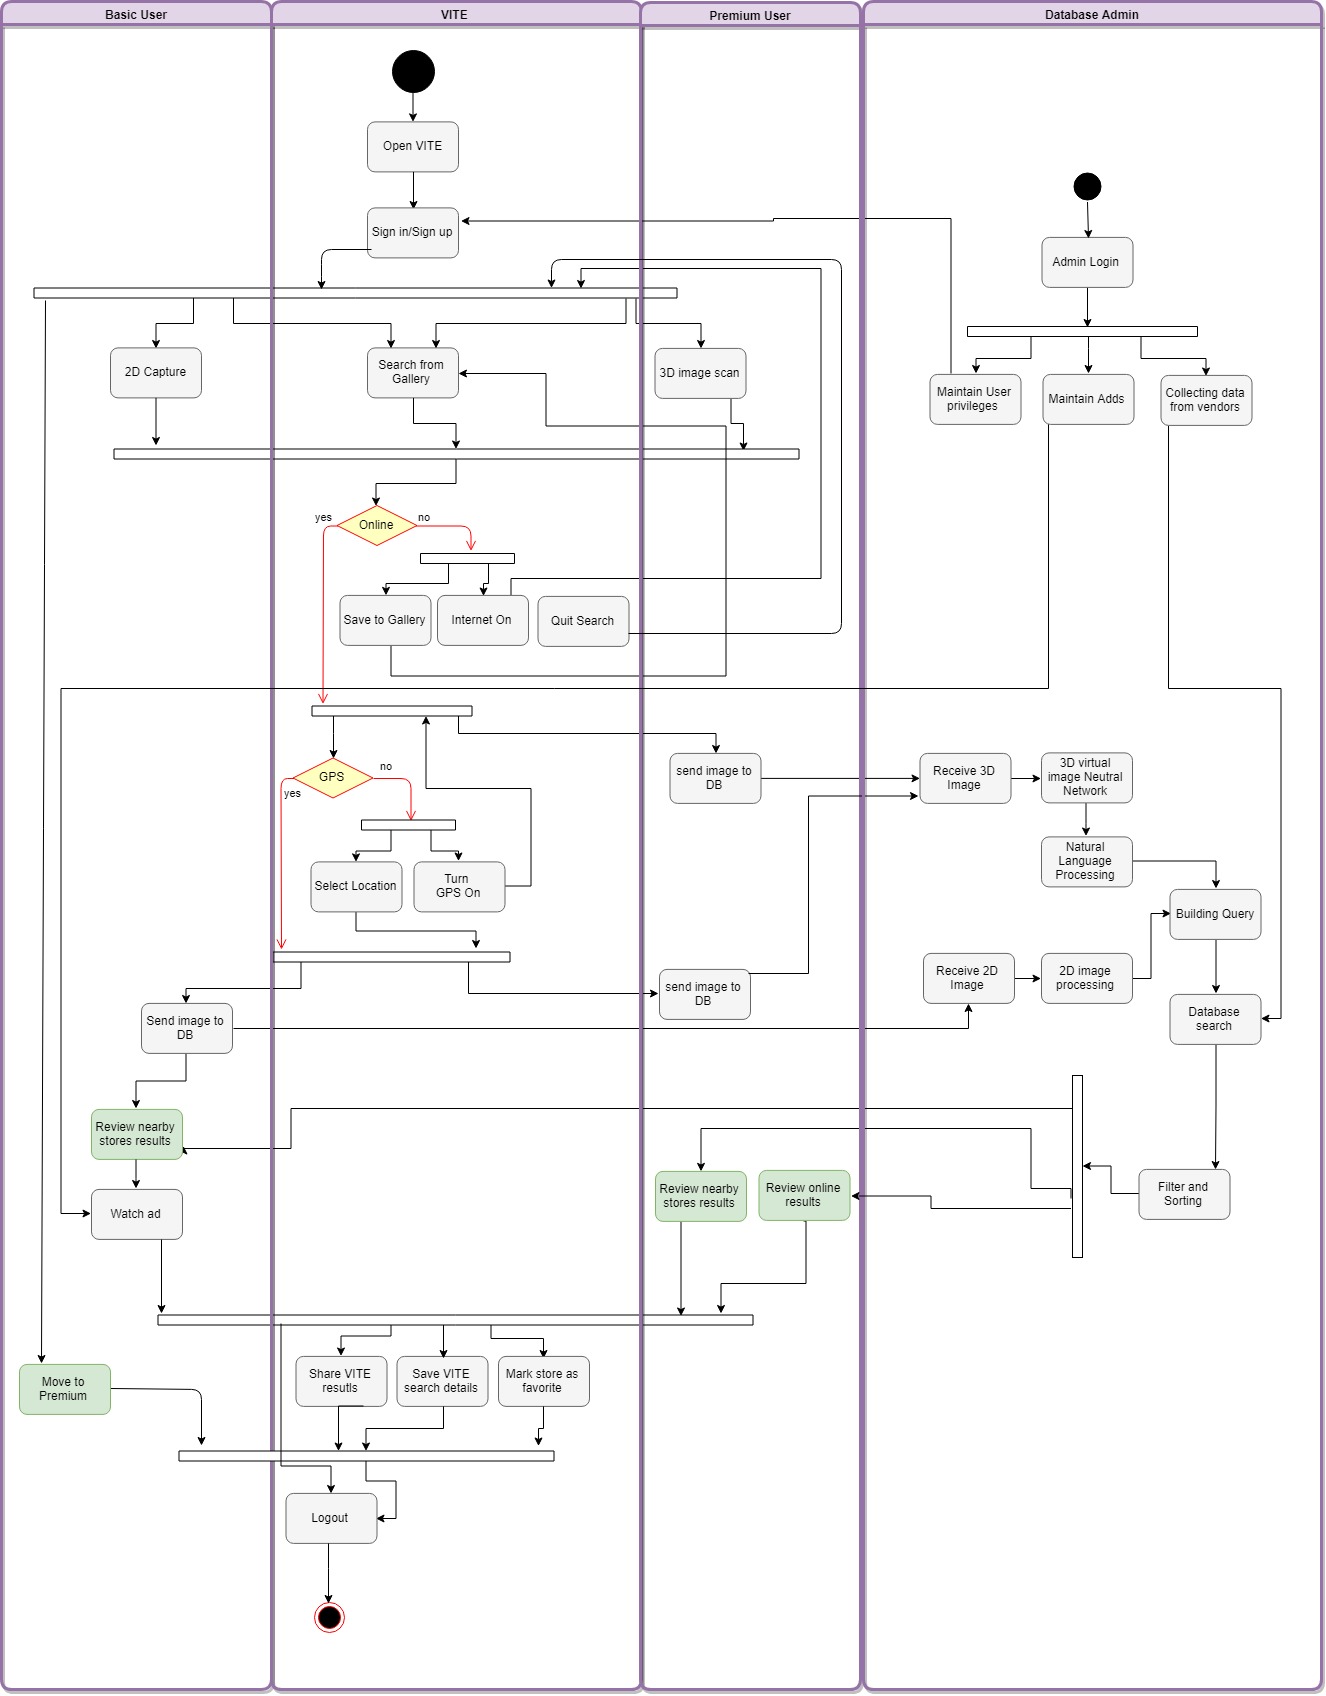 Basic User
VITE
Premium User
Database Admin
Open VITE
Sign in/Sign up
Admin Login
2D Capture
Search from
Gallery
3D image scan
Maintain User
privileges
Maintain Adds
Collecting data
from vendors
yes
Online
no
Save to Gallery
Internet On
Quit Search
GPS
no
yes
send image to
DB
Receive 3D
Image
3D virtual
image Neutral
Network
Natural
Language
Processing
Select Location
Turn
GPS On
Building Query
send image to
DB
Receive 2D
Image
2D image
processing
Send image to
DB
Database
search
Review nearby
stores results
Watch ad
Review nearby
stores results
Review online
results
Filter and
Sorting
Move to
Premium
Share VITE
resutls
Save VITE
search details
Mark store as
favorite
Logout